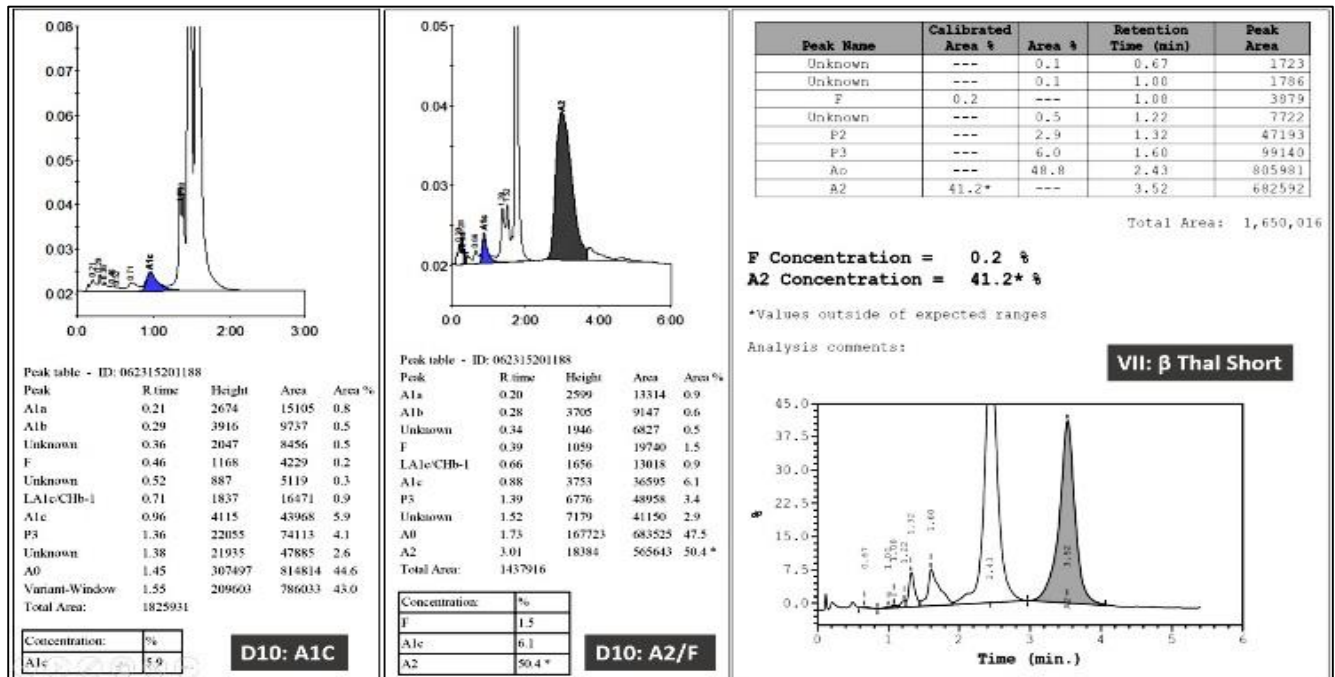 0.08
0.07
0.06
0.05
0.04
0.03
0.02
A1c
0.71
0:0 1:00 2:00 3:00
Peak table - ID: 062315201188
Peak R.time Height Area Area %
A1a 0.21 2674 15105 0.8
A1b 0.29 3916 9737 0.5
Unknown 0.36 2047 8456 0.5
F 0.46 1168 4229 0.2
Unknown 0.52 887 5119 0.3
LA1c/CHb-1 0.71 1837 16471 0.9
A1c 0.96 4115 43968 5.9
P3 1.36 22055 74113 4.1
Unknown 1.38 21935 47885 2.6
A0 1.45 307497 814814 44.6
Variant-Window 1.55 209603 786033 43.0
Total Area: 1825931
Concentration: %
A1c 5.9
D10: A1C
0.05
0.04
0.03
0.02
A1c
A2
0:0 2:00 4:00 6:00
Peak table - ID: 062315201188
Peak R.time Height Area Area %
A1a 0.20 2599 13314 0.9
A1b 0.28 3705 9147 0.6
Unknown 0.34 1946 6827 0.5
F 0.39 1059 19740 1.5
LA1c/CHb-1 0.66 1656 13018 0.9
A1c 0.88 3753 36595 6.1
P3 1.39 6776 48958 3.4
Unknown 1.52 7179 41150 2.9
A0 1.73 167723 683525 47.5
A2 3.01 18384 565643 50.4 *
Total Area: 1437916
Concentration: %
F 1.5
A1c 6.1
A2 50.4 *
D10: A2/F
Peak Name Calibrated Area % Area % Retention Time (min) Peak Area
Unknown --- 0.1 0.67 1723
Unknown --- 0.1 1.00 1786
F 0.2 --- 1.08 3879
Unknown --- 0.5 1.22 7722
P2 --- 2.9 1.32 47193
P3 --- 6.0 1.60 99140
Ao --- 48.8 2.43 805981
A2 41.2* --- 3.52 682592
Total Area: 1,650,016
F Concentration = 0.2 %
A2 Concentration = 41.2* %
*Values outside of expected ranges
Analysis comments:
VII: β Thal Short
45.0
37.5
30.0
22.5
15.0
7.5
0.0
%
0.67
1.22
1.32
1.60
2.43
3.52
0 1 2 3 4 5 6
Time (min.)